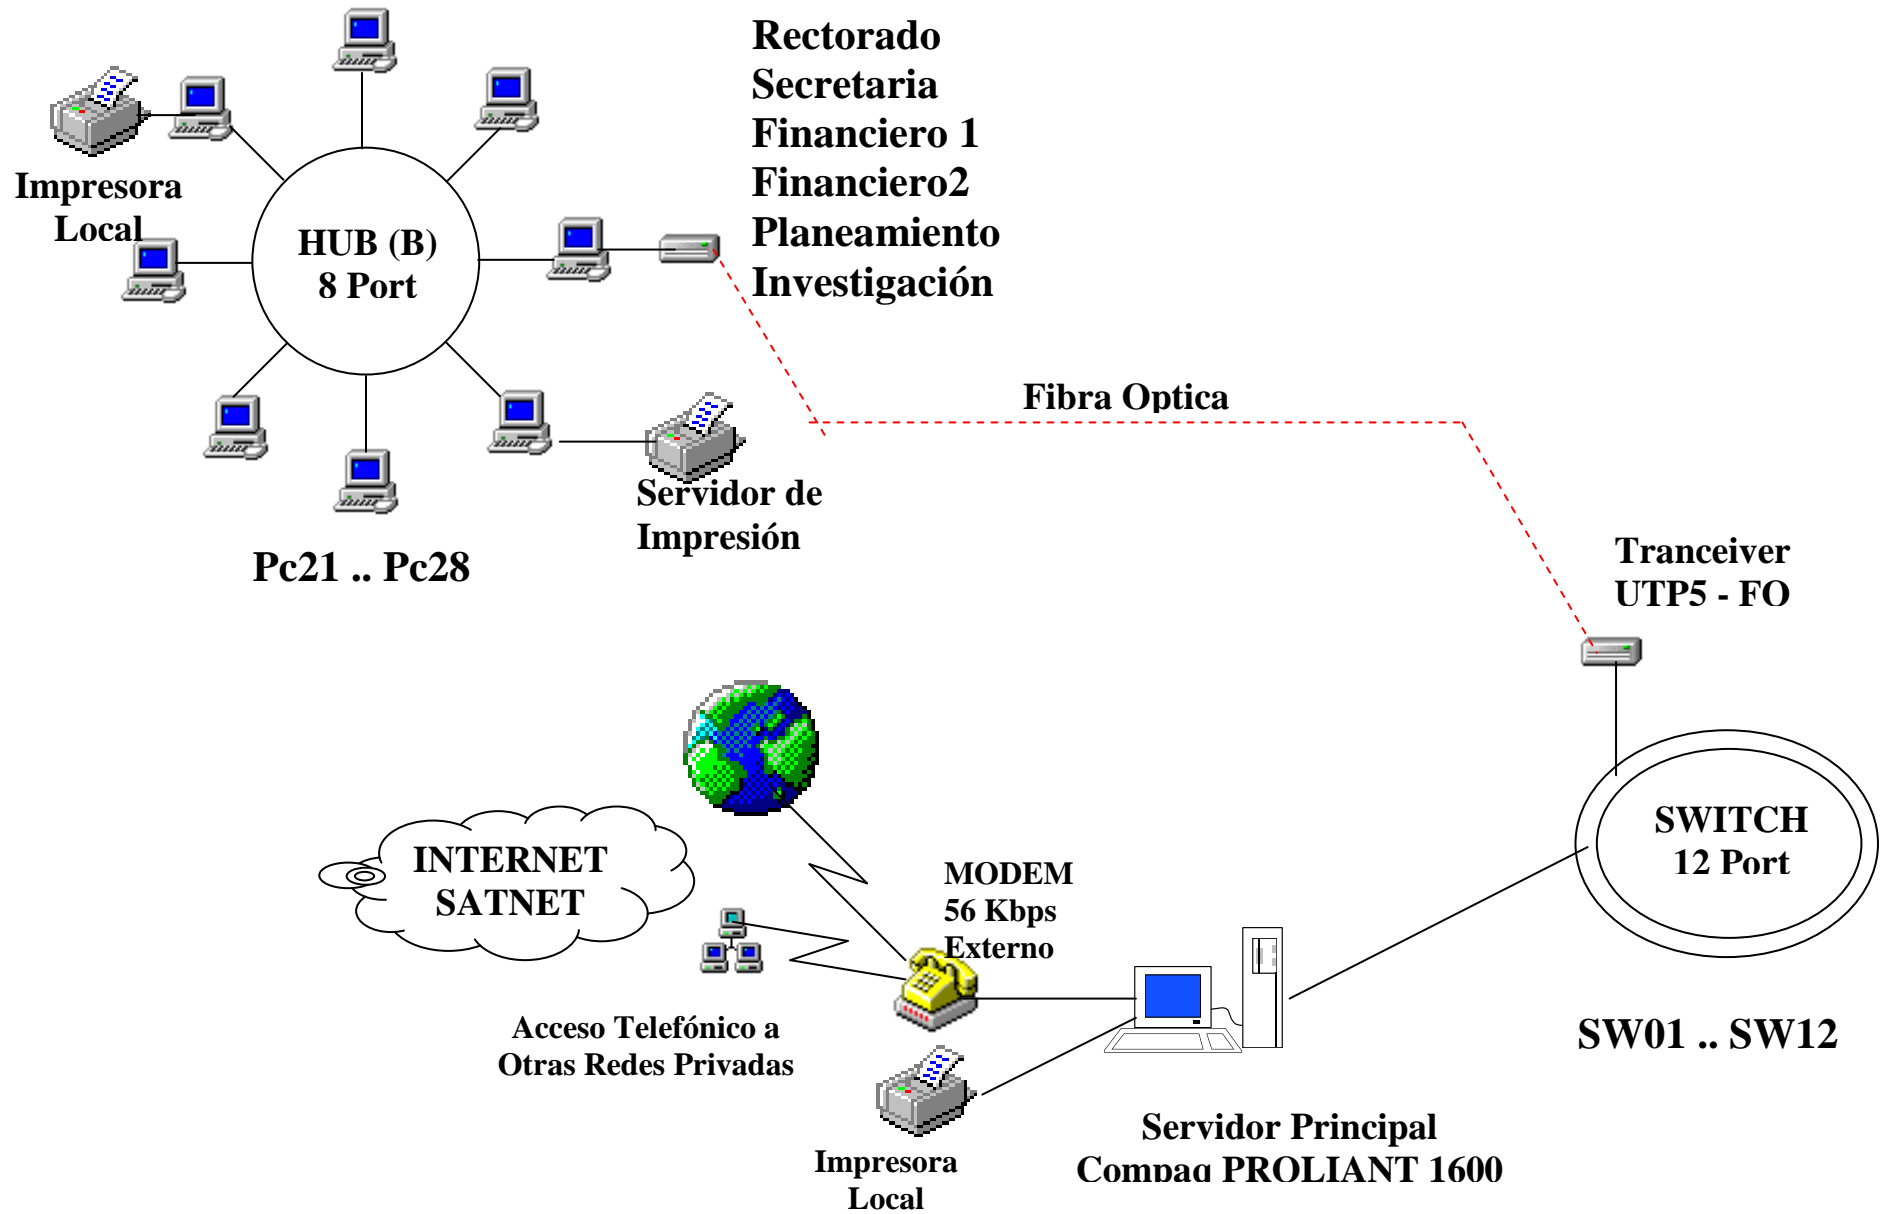 Rectorado
Secretaria
Financiero 1
Financiero2
Planeamiento
Investigación
Impresora
Local
HUB (B)
8 Port
Fibra Optica
Servidor de
Impresión
Pc21 .. Pc28
Tranceiver
UTP5 - FO
SWITCH
12 Port
INTERNET
SATNET
MODEM
56 Kbps
Externo
Acceso Telefónico a
Otras Redes Privadas
SW01 .. SW12
Servidor Principal
Compaq PROLIANT 1600
Impresora
Local